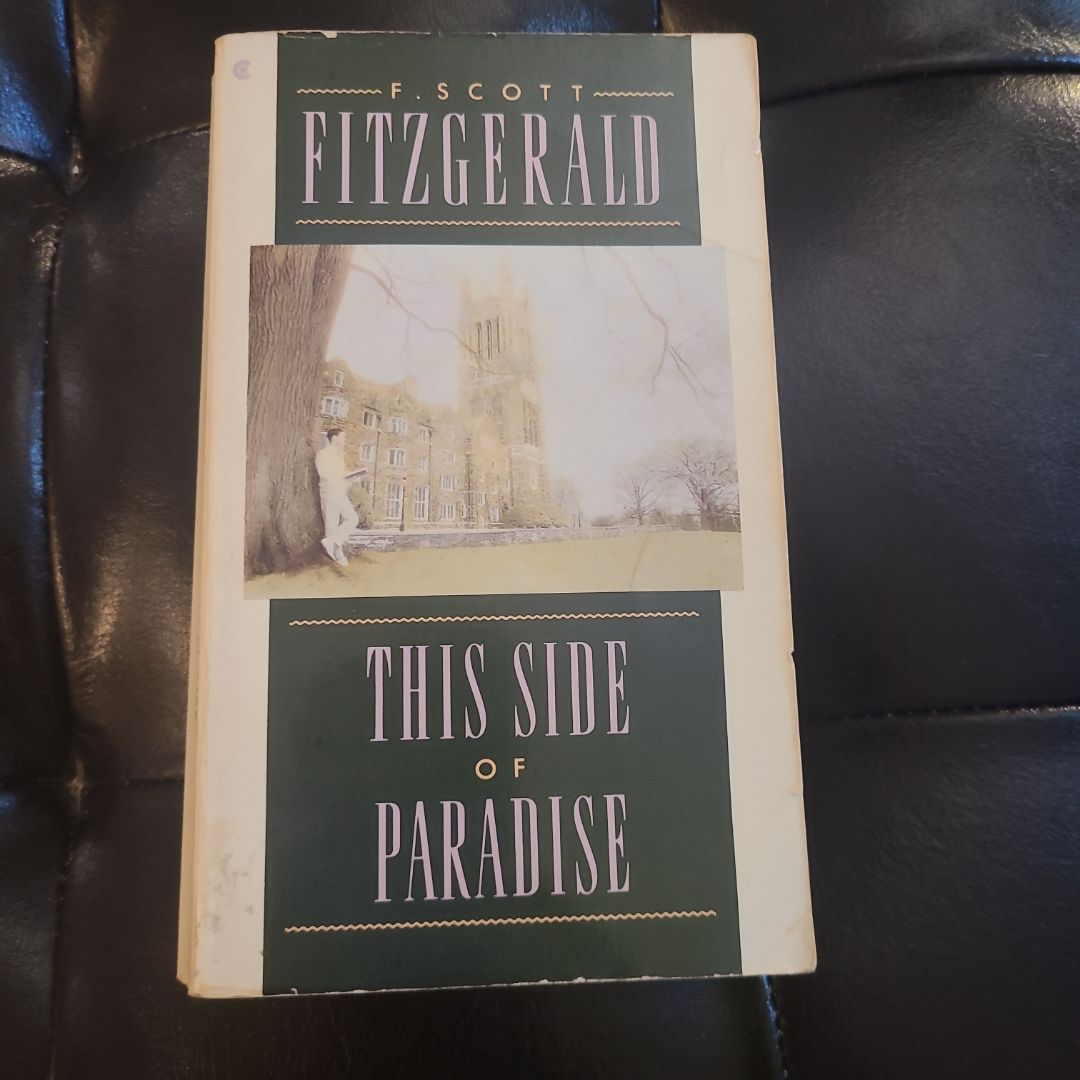 F. SCOTT
FITZGERALD
THIS SIDE
OF
PARADISE